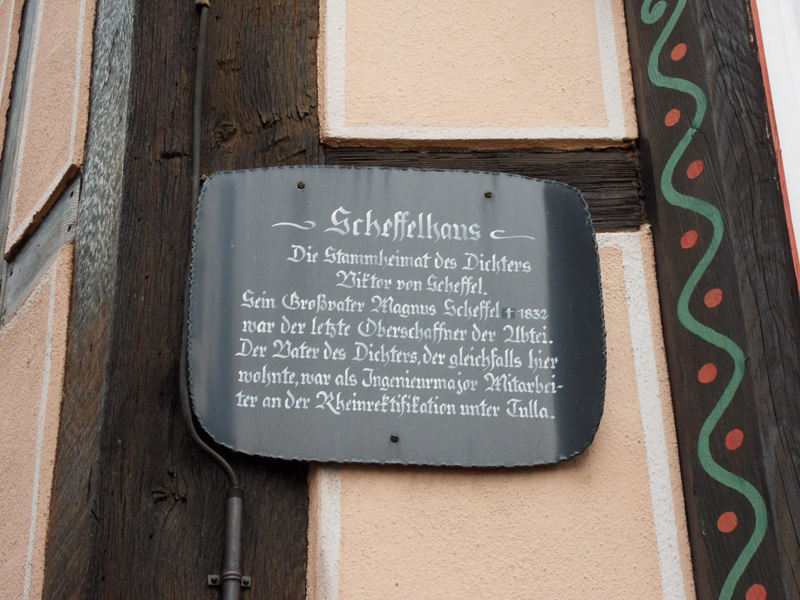 Scheffelhaus
Die Stammheimat des Dichters
Viktor von Scheffel.
Sein Großvater Magnus Scheffel ✝ 1832
war der letzte Oberschaffner der Abtei.
Der Vater des Dichters, der gleichfalls hier
wohnte, war als Ingenieurmajor Mitarbei-
ter an der Rheinrektifikation unter Tulla.